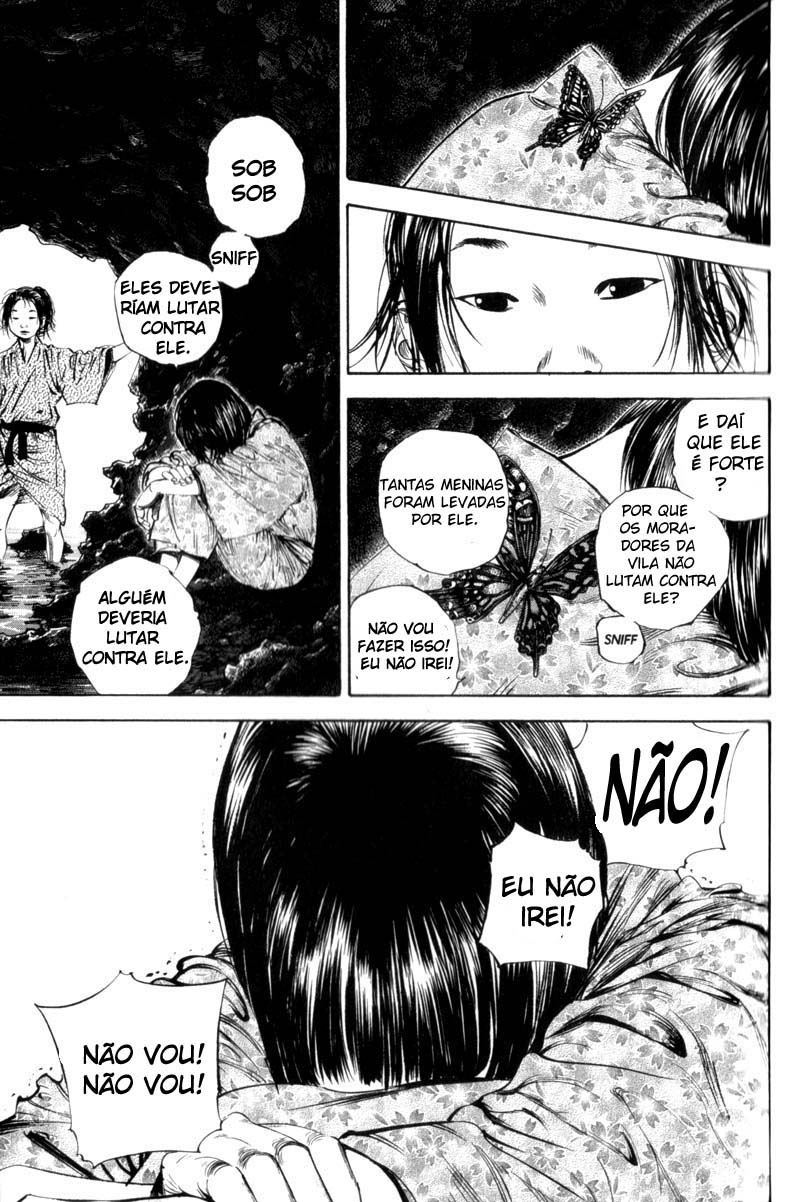 E DAÍ
QUE ELE
É FORTE
?
POR QUE
OS MORA-
DORES DA
VILA NÃO
LUTAM CONTRA
ELE?
SNIFF
TANTAS MENINAS
FORAM LEVADAS
POR ELE.
NÃO VOU
FAZER ISSO!
EU NÃO IREI!
SOB
SOB
SNIFF
ELES DEVE-
RÍAM LUTAR
CONTRA
ELE.
ALGUÉM
DEVERIA
LUTAR
CONTRA ELE.
NÃO!
EU NÃO
IREI!
NÃO VOU!
NÃO VOU!